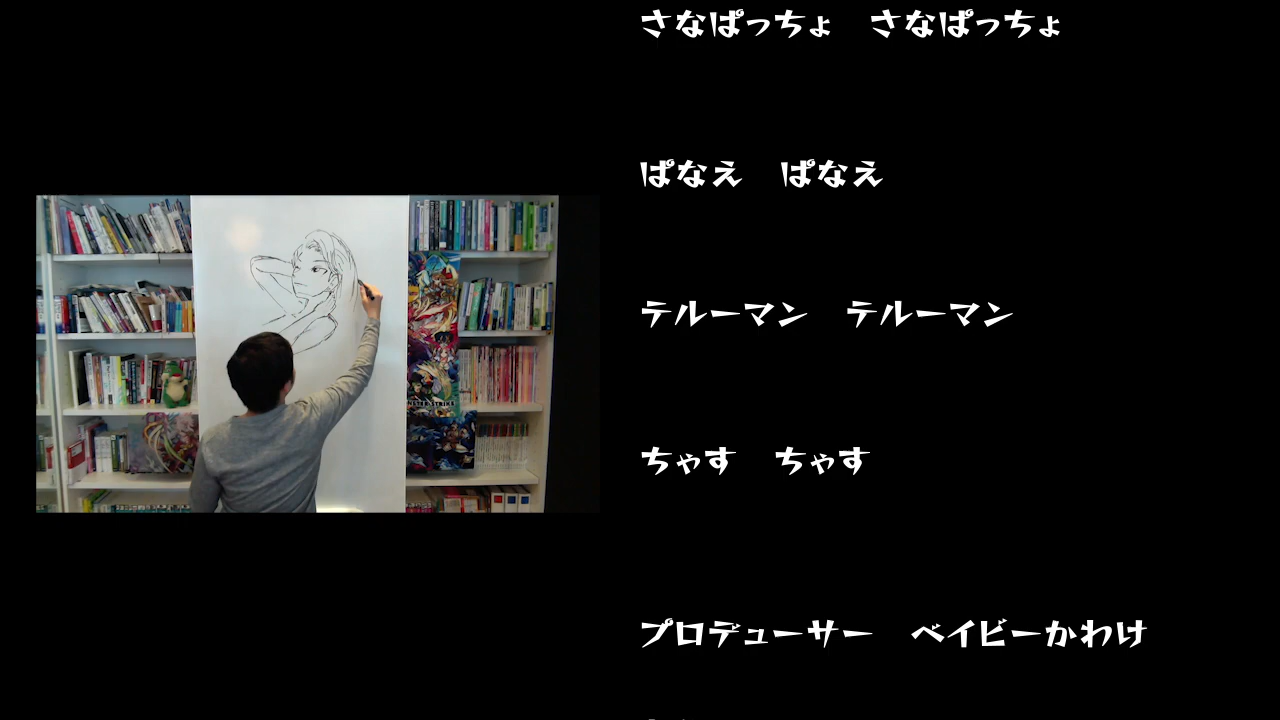 さなぱっちょ　さなぱっちょ
ぱなえ　ぱなえ
テルーマン　テルーマン
ちゃす　ちゃす
プロデューサー　ベイビーかわけ